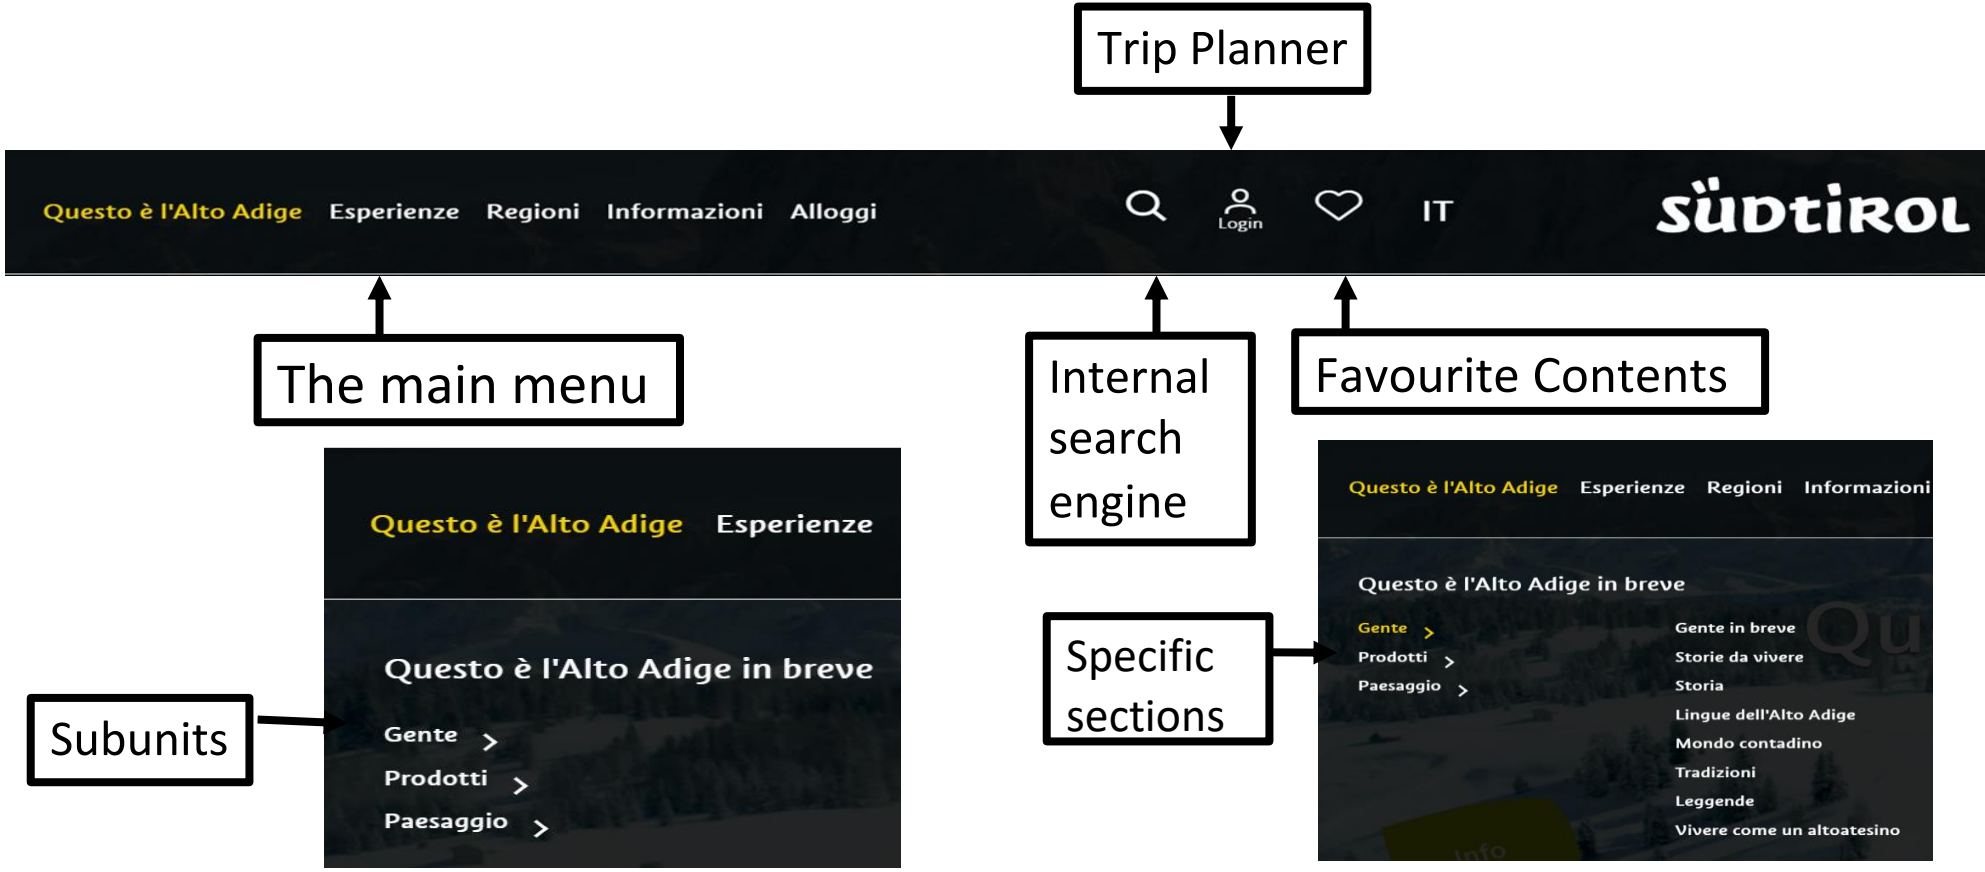 Trip Planner
Questo è l'Alto Adige Esperienze Regioni Informazioni Alloggi
Login
IT
süDtiROL
The main menu
Internal
search
engine
Favourite Contents
Questo è l'Alto Adige Esperienze
Questo è l'Alto Adige in breve
Gente
Prodotti
Paesaggio
Subunits
Specific
sections
Questo è l'Alto Adige Esperienze Regioni Informazioni
Questo è l'Alto Adige in breve
Gente
Prodotti
Paesaggio
Gente in breve
Storie da vivere
Storia
Lingue dell'Alto Adige
Mondo contadino
Tradizioni
Leggende
Vivere come un altoatesino
Qu
Info